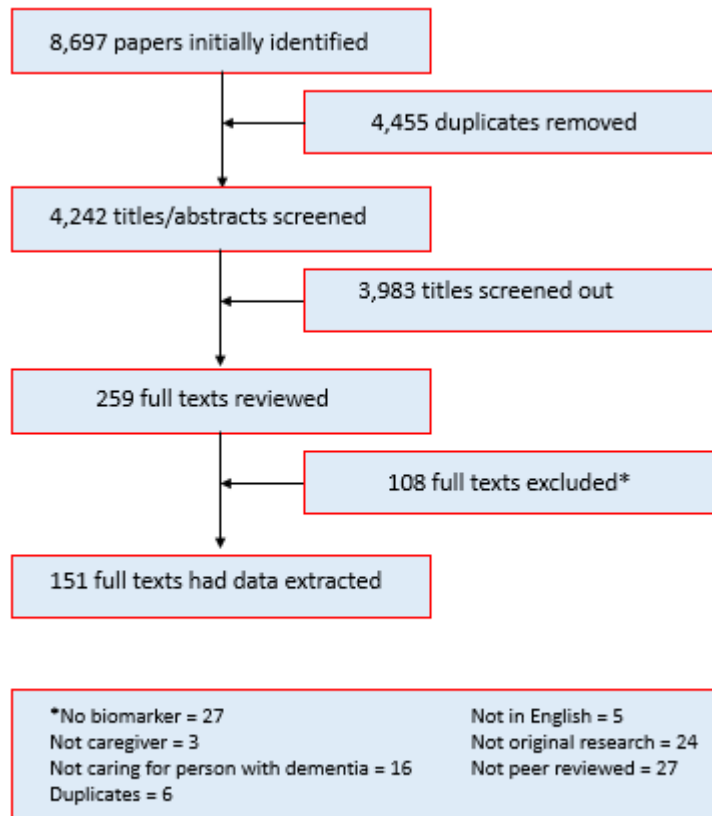 8,697 papers initially identified
4,455 duplicates removed
4,242 titles/abstracts screened
3,983 titles screened out
259 full texts reviewed
108 full texts excluded*
151 full texts had data extracted
*No biomarker = 27
Not caregiver = 3
Not caring for person with dementia = 16
Duplicates = 6
Not in English = 5
Not original research = 24
Not peer reviewed = 27